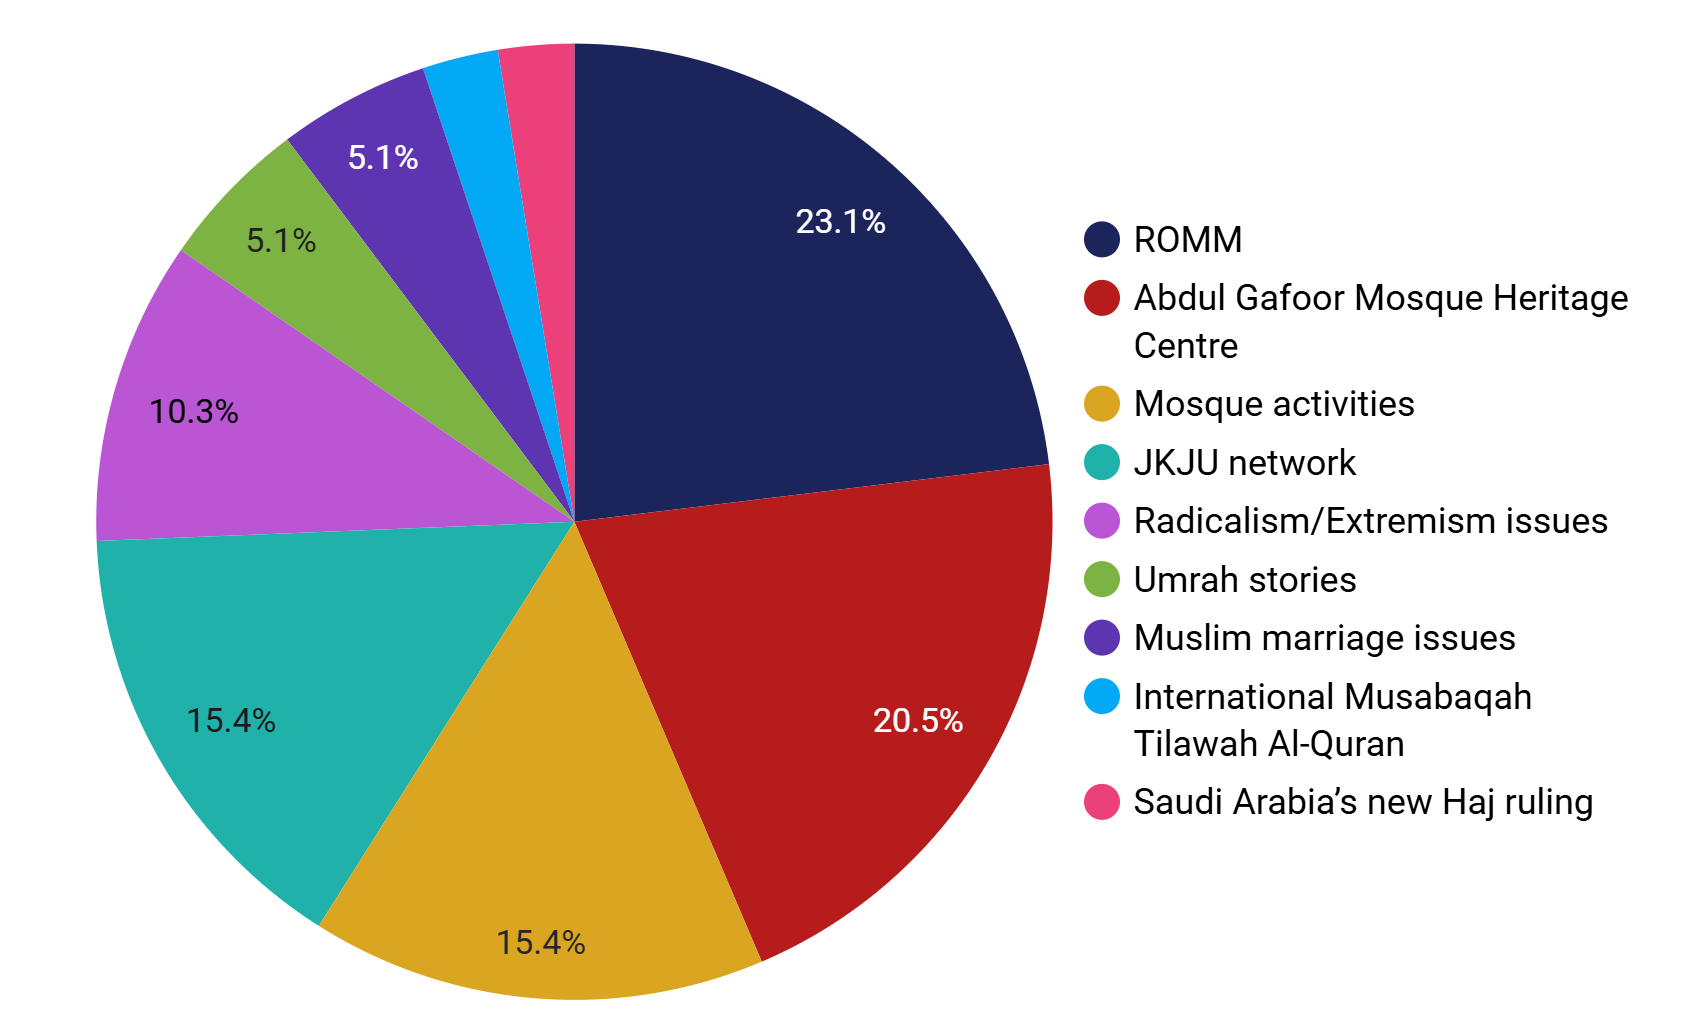 5.1%
23.1%
5.1%
10.3%
15.4%
20.5%
15.4%
ROMM
Abdul Gafoor Mosque Heritage
Centre
Mosque activities
JKJU network
Radicalism/Extremism issues
Umrah stories
Muslim marriage issues
International Musabaqah
Tilawah Al-Quran
Saudi Arabia’s new Haj ruling